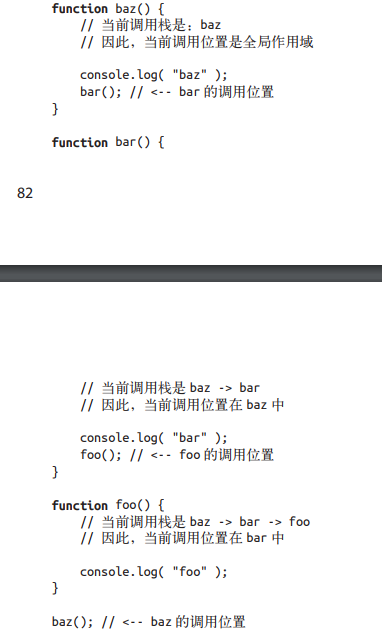 function baz() {
// 当前调用栈是：baz
// 因此，当前调用位置是全局作用域
console.log( "baz" );
bar(); // <-- bar 的调用位置
}
function bar() {
82
// 当前调用栈是 baz -> bar
// 因此，当前调用位置在 baz 中
console.log( "bar" );
foo(); // <-- foo 的调用位置
}
function foo() {
// 当前调用栈是 baz -> bar -> foo
// 因此，当前调用位置在 bar 中
console.log( "foo" );
}
baz(); // <-- baz 的调用位置